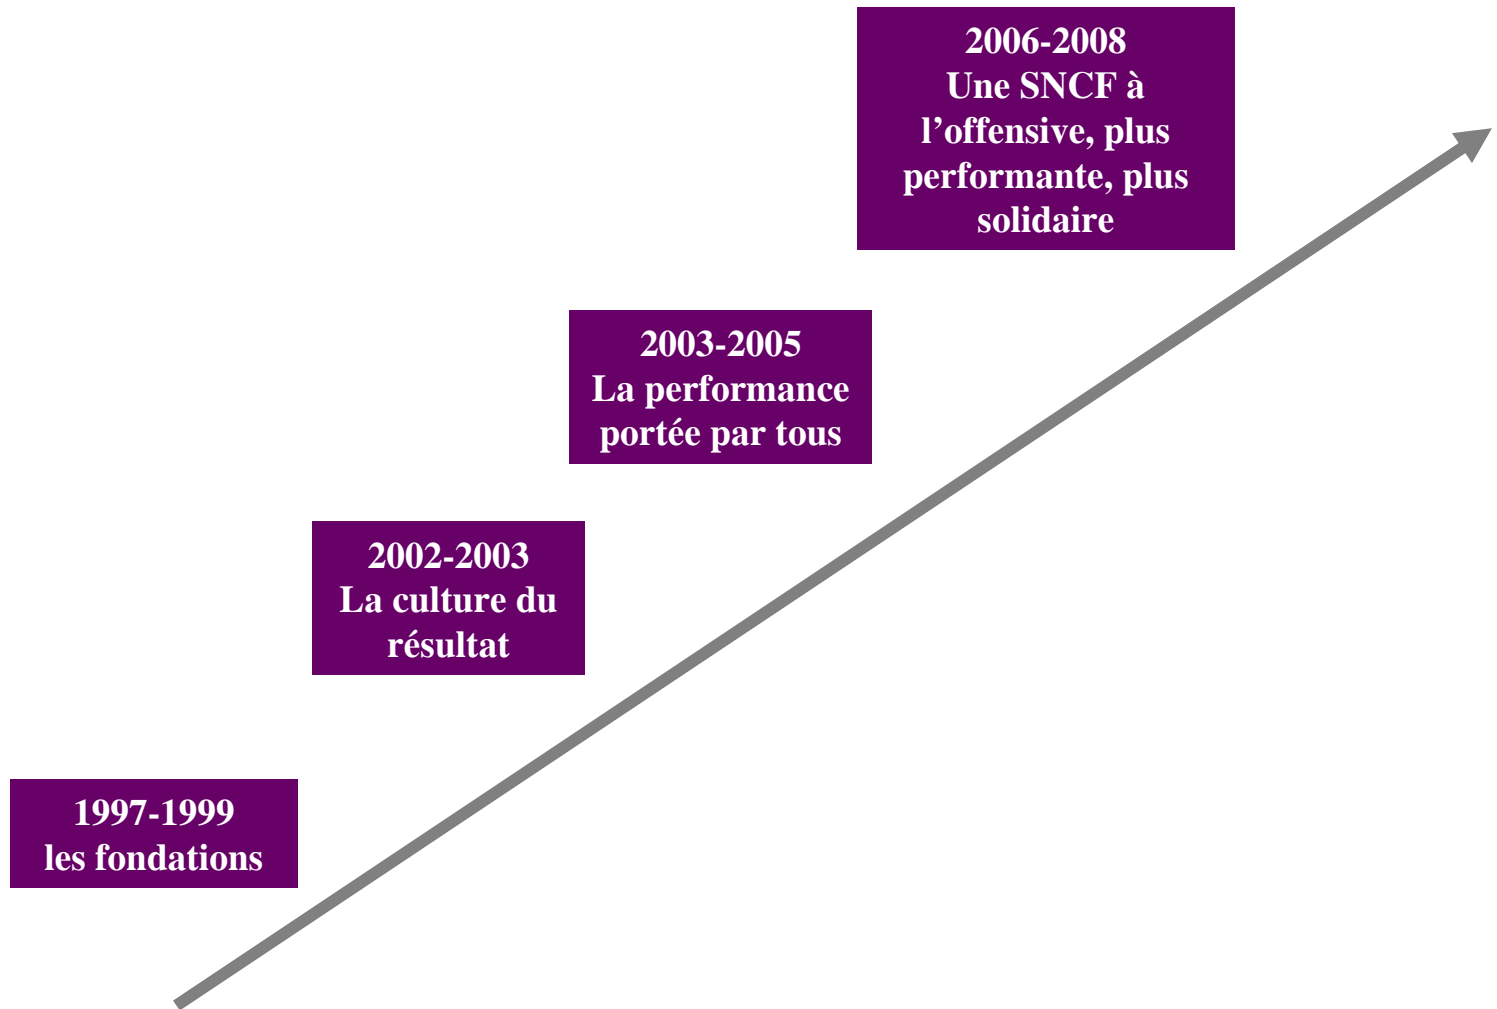 2006-2008
Une SNCF à
l’offensive, plus
performante, plus
solidaire
2003-2005
La performance
portée par tous
2002-2003
La culture du
résultat
1997-1999
les fondations